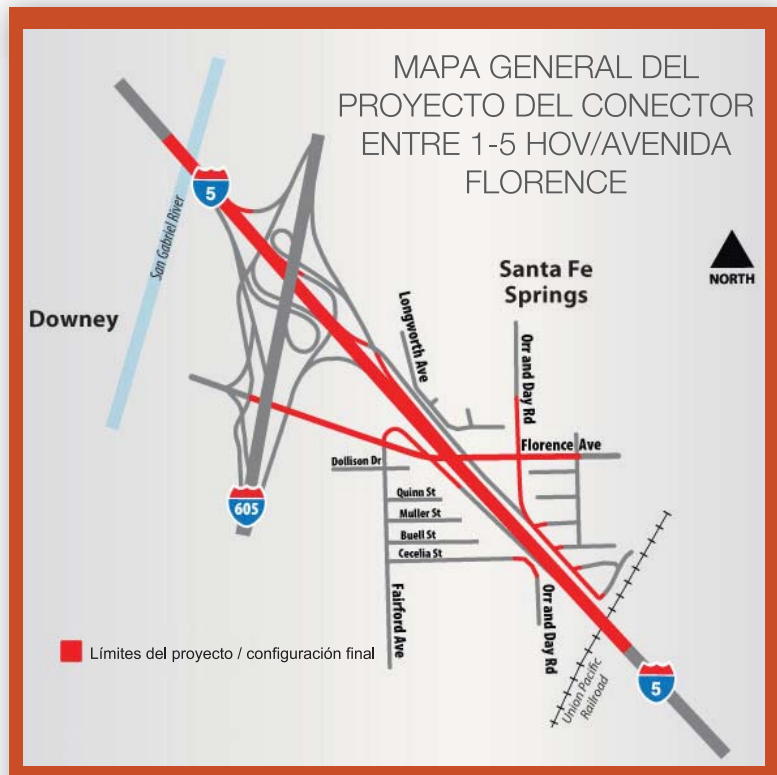 MAPA GENERAL DEL
PROYECTO DEL CONECTOR
ENTRE 1-5 HOV/AVENIDA
FLORENCE
5
San Gabriel River
NORTH
Santa Fe
Springs
Downey
Longworth Ave
Orr and Day Rd
Florence Ave
Dollison Dr
Quinn St
605
Muller St
Buell St
Cecelia St
Fairford Ave
Orr and Day Rd
Límites del proyecto / configuración final
Union Pacific
Railroad
5